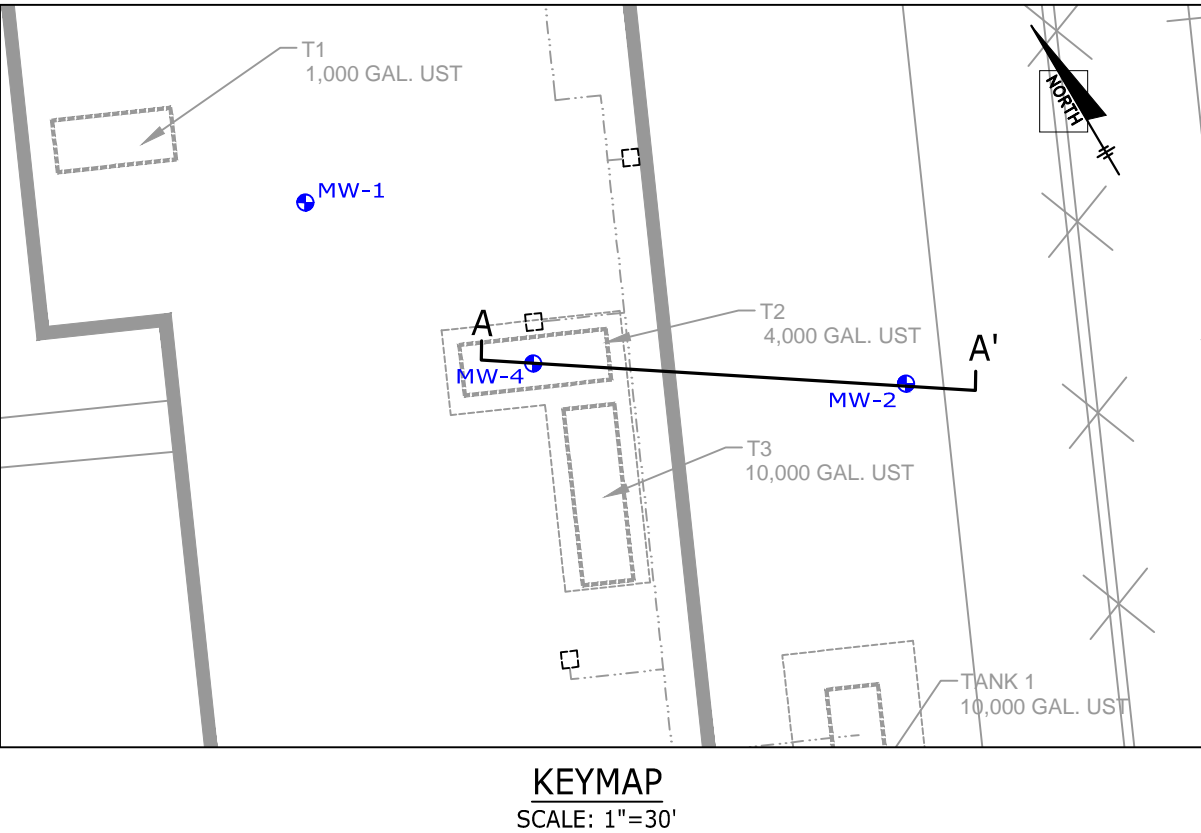 T1
1,000 GAL. UST
NORTH
MW-1
A
T2
4,000 GAL. UST
A'
MW-4
MW-2
T3
10,000 GAL. UST
TANK 1
10,000 GAL. UST
KEYMAP
SCALE: 1"=30'